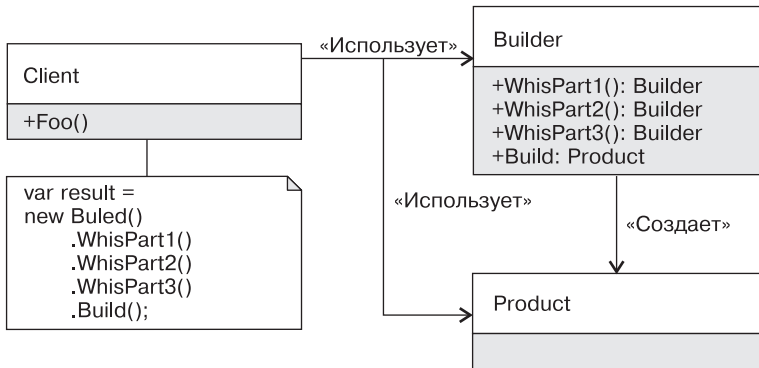 «Использует»
Builder
Client
+WhisPart1(): Builder
+WhisPart2(): Builder
+WhisPart3(): Builder
+Build: Product
+Foo()
var result =
new Buled()
.WhisPart1()
.WhisPart2()
.WhisPart3()
.Build();
«Использует»
«Создает»
Product